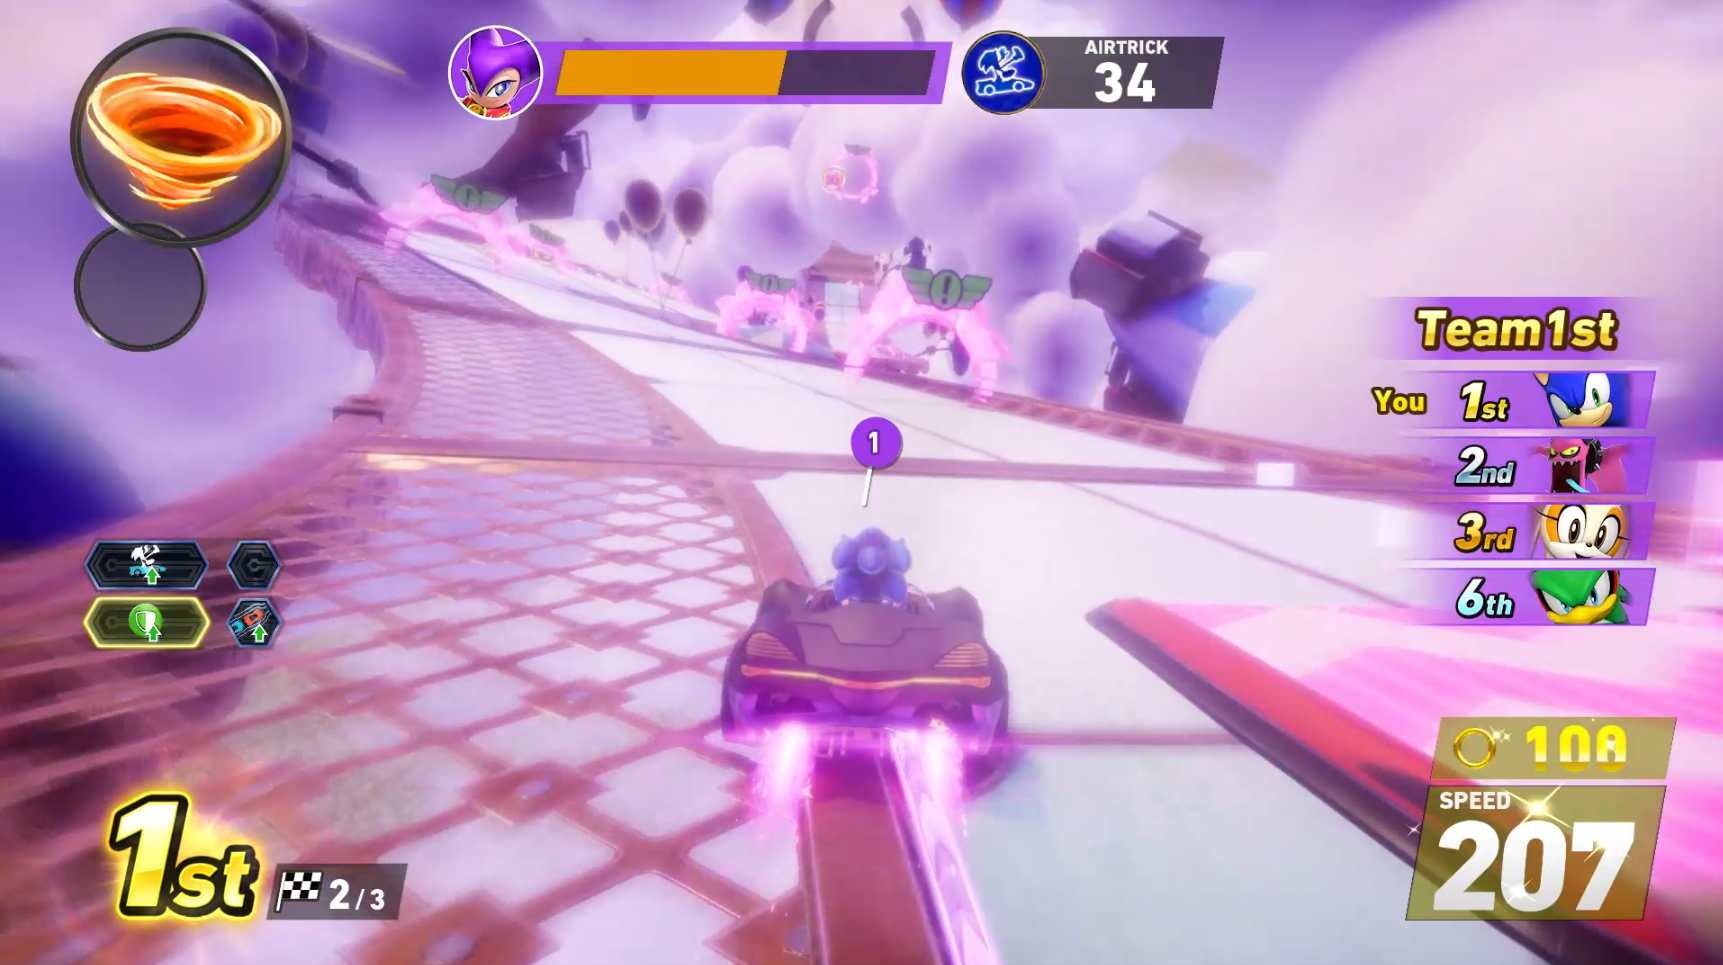 AIRTRICK
34
Team1st
You 1st
2nd
3rd
6th
1
100
SPEED
207
1st
2/3